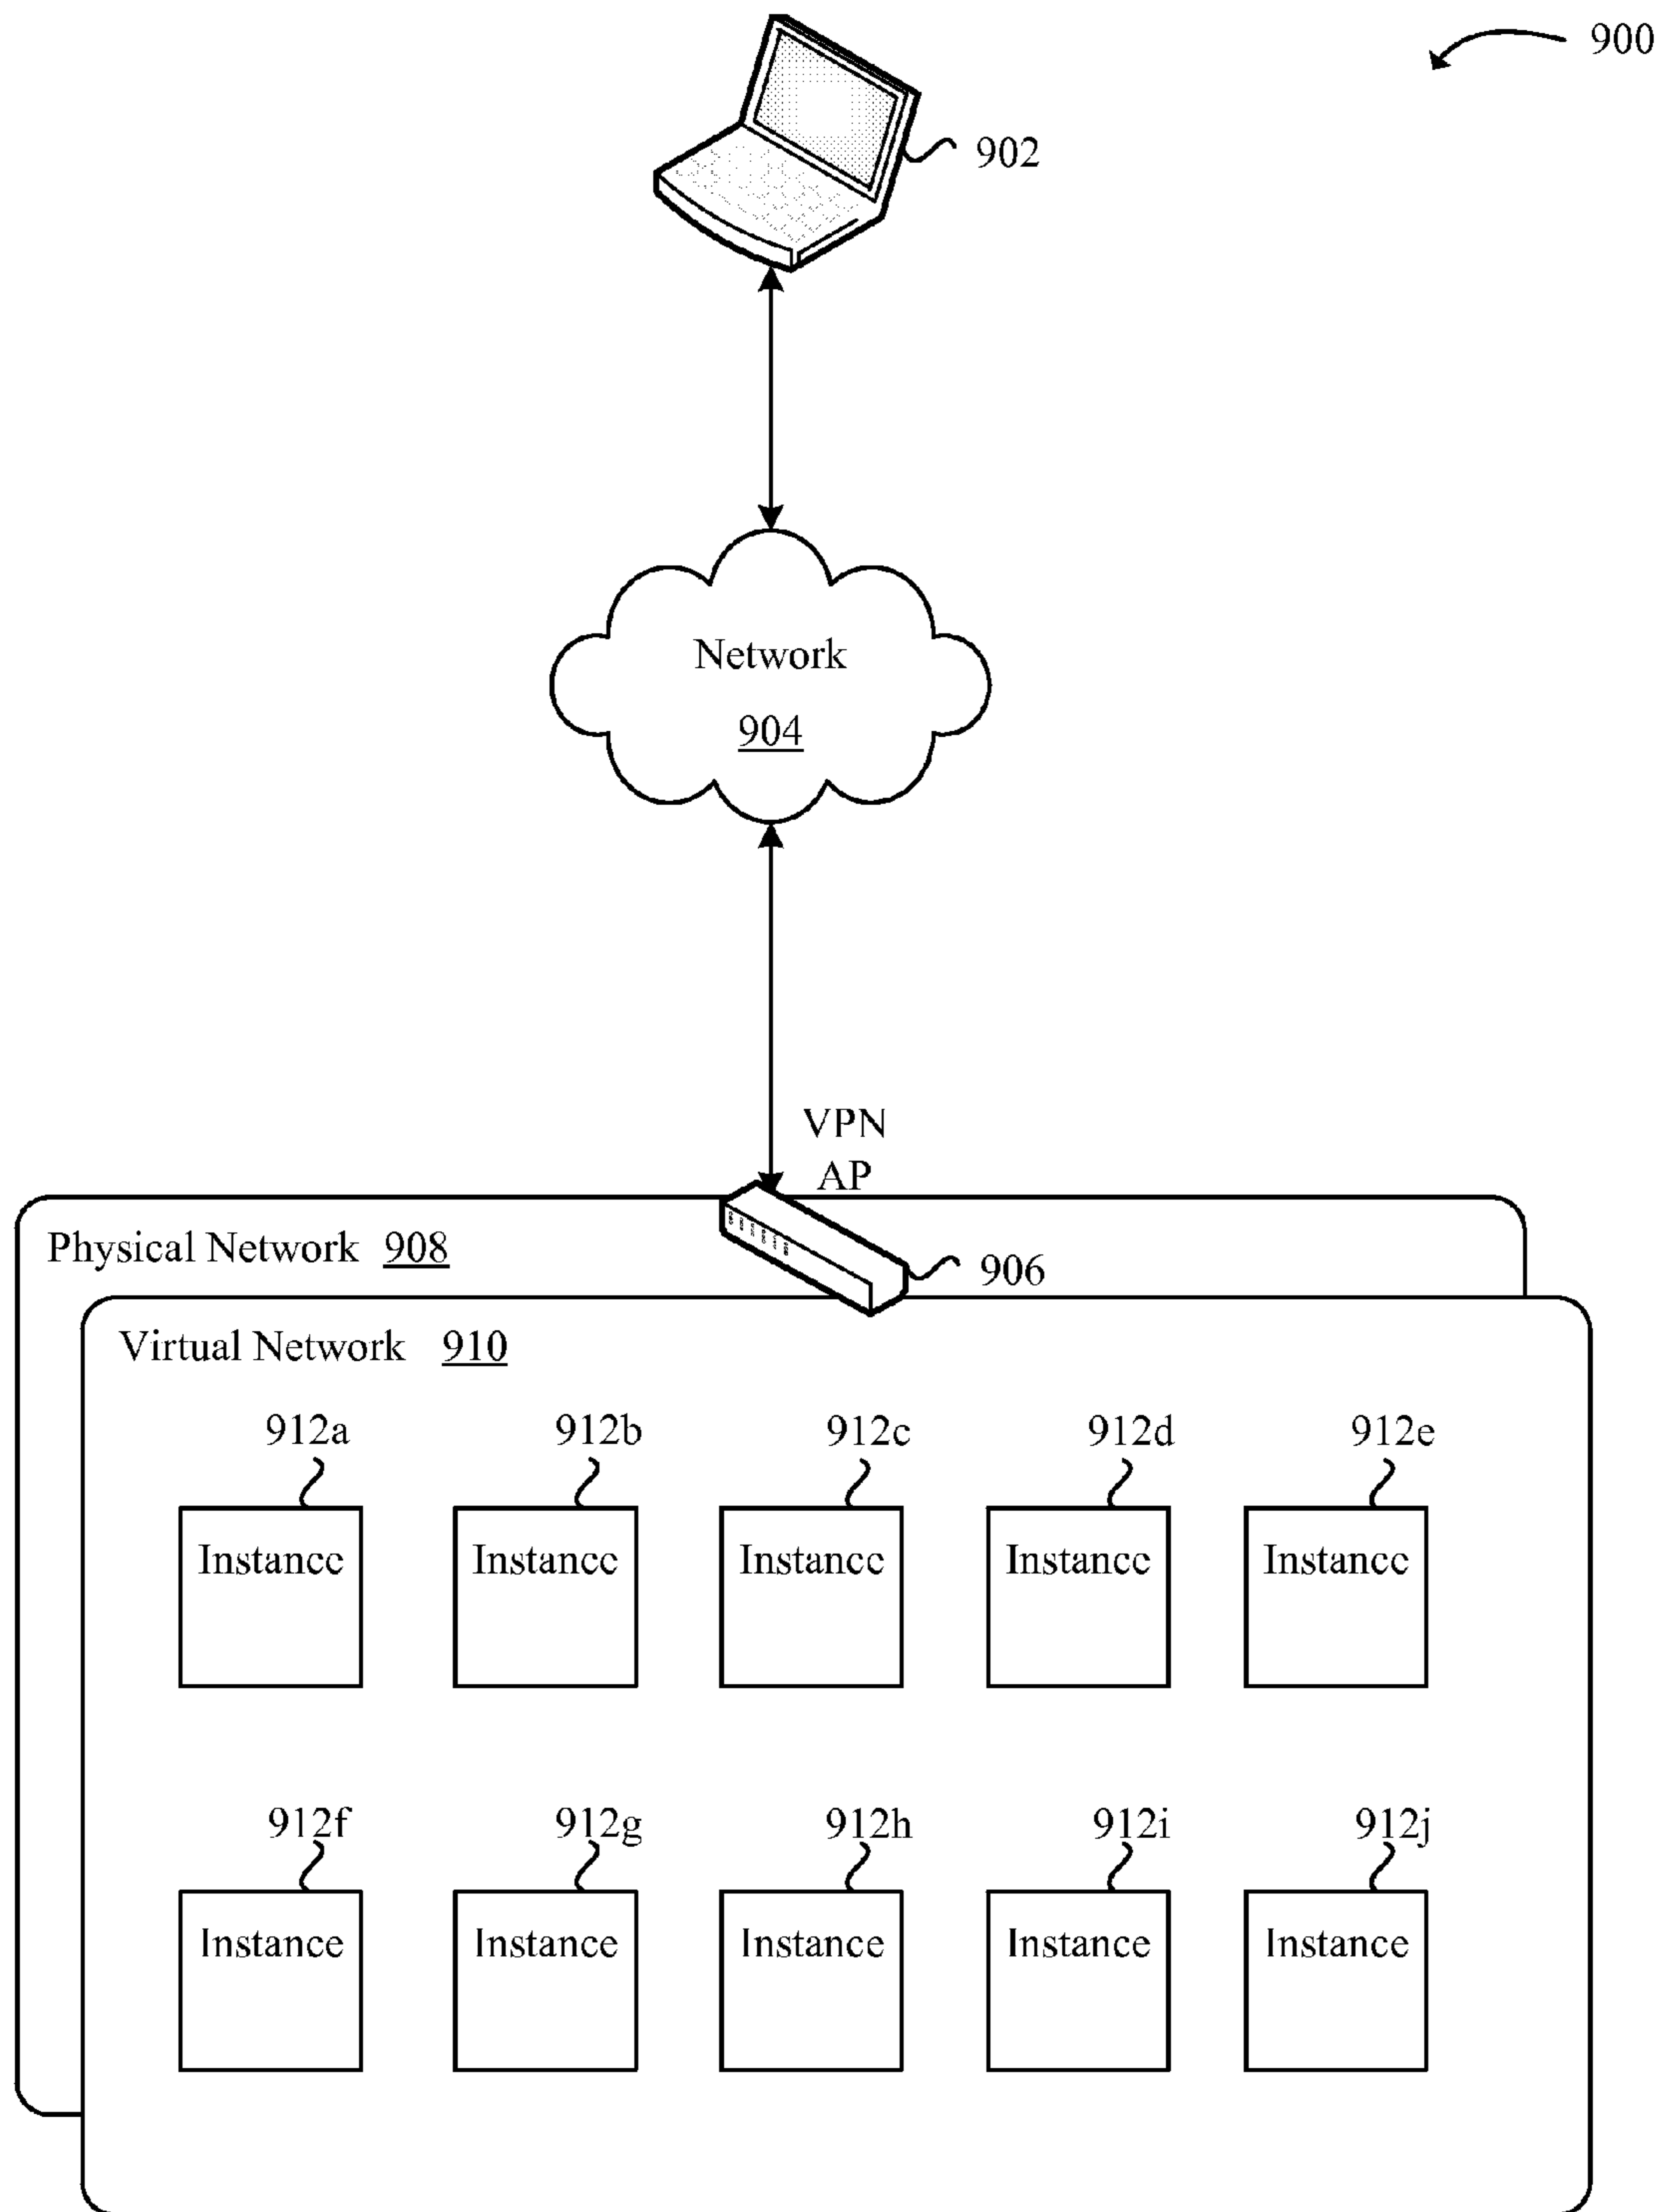 900
902
Network
904
VPN
AP
Physical Network 908
906
Virtual Network 910
912a 912b 912c 912d 912e
Instance Instance Instance Instance Instance
912f 912g 912h 912i 912j
Instance Instance Instance Instance Instance